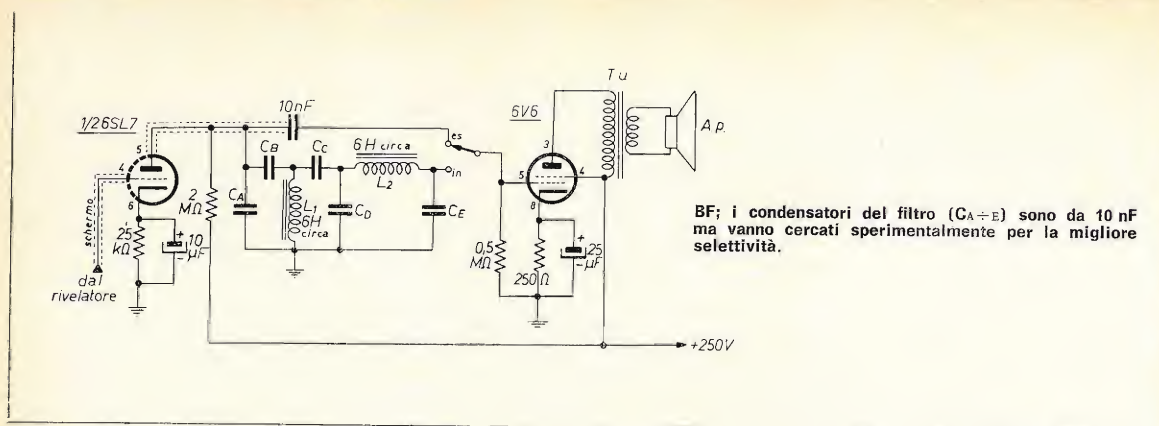 Tu
10nF
1/26SL7
6V6
Ap.
5
es
3
CB
CC
6H circa
4
in
5
4
L2
6
2
MΩ
CA
L1
6H
circa
CD
CE
8
schermo
25
kΩ
+
10
µF
-
0,5
MΩ
250Ω
+
25
-µF
dal
rivelatore
+250V
BF; i condensatori del filtro (CA÷E) sono da 10 nF
ma vanno cercati sperimentalmente per la migliore
selettività.